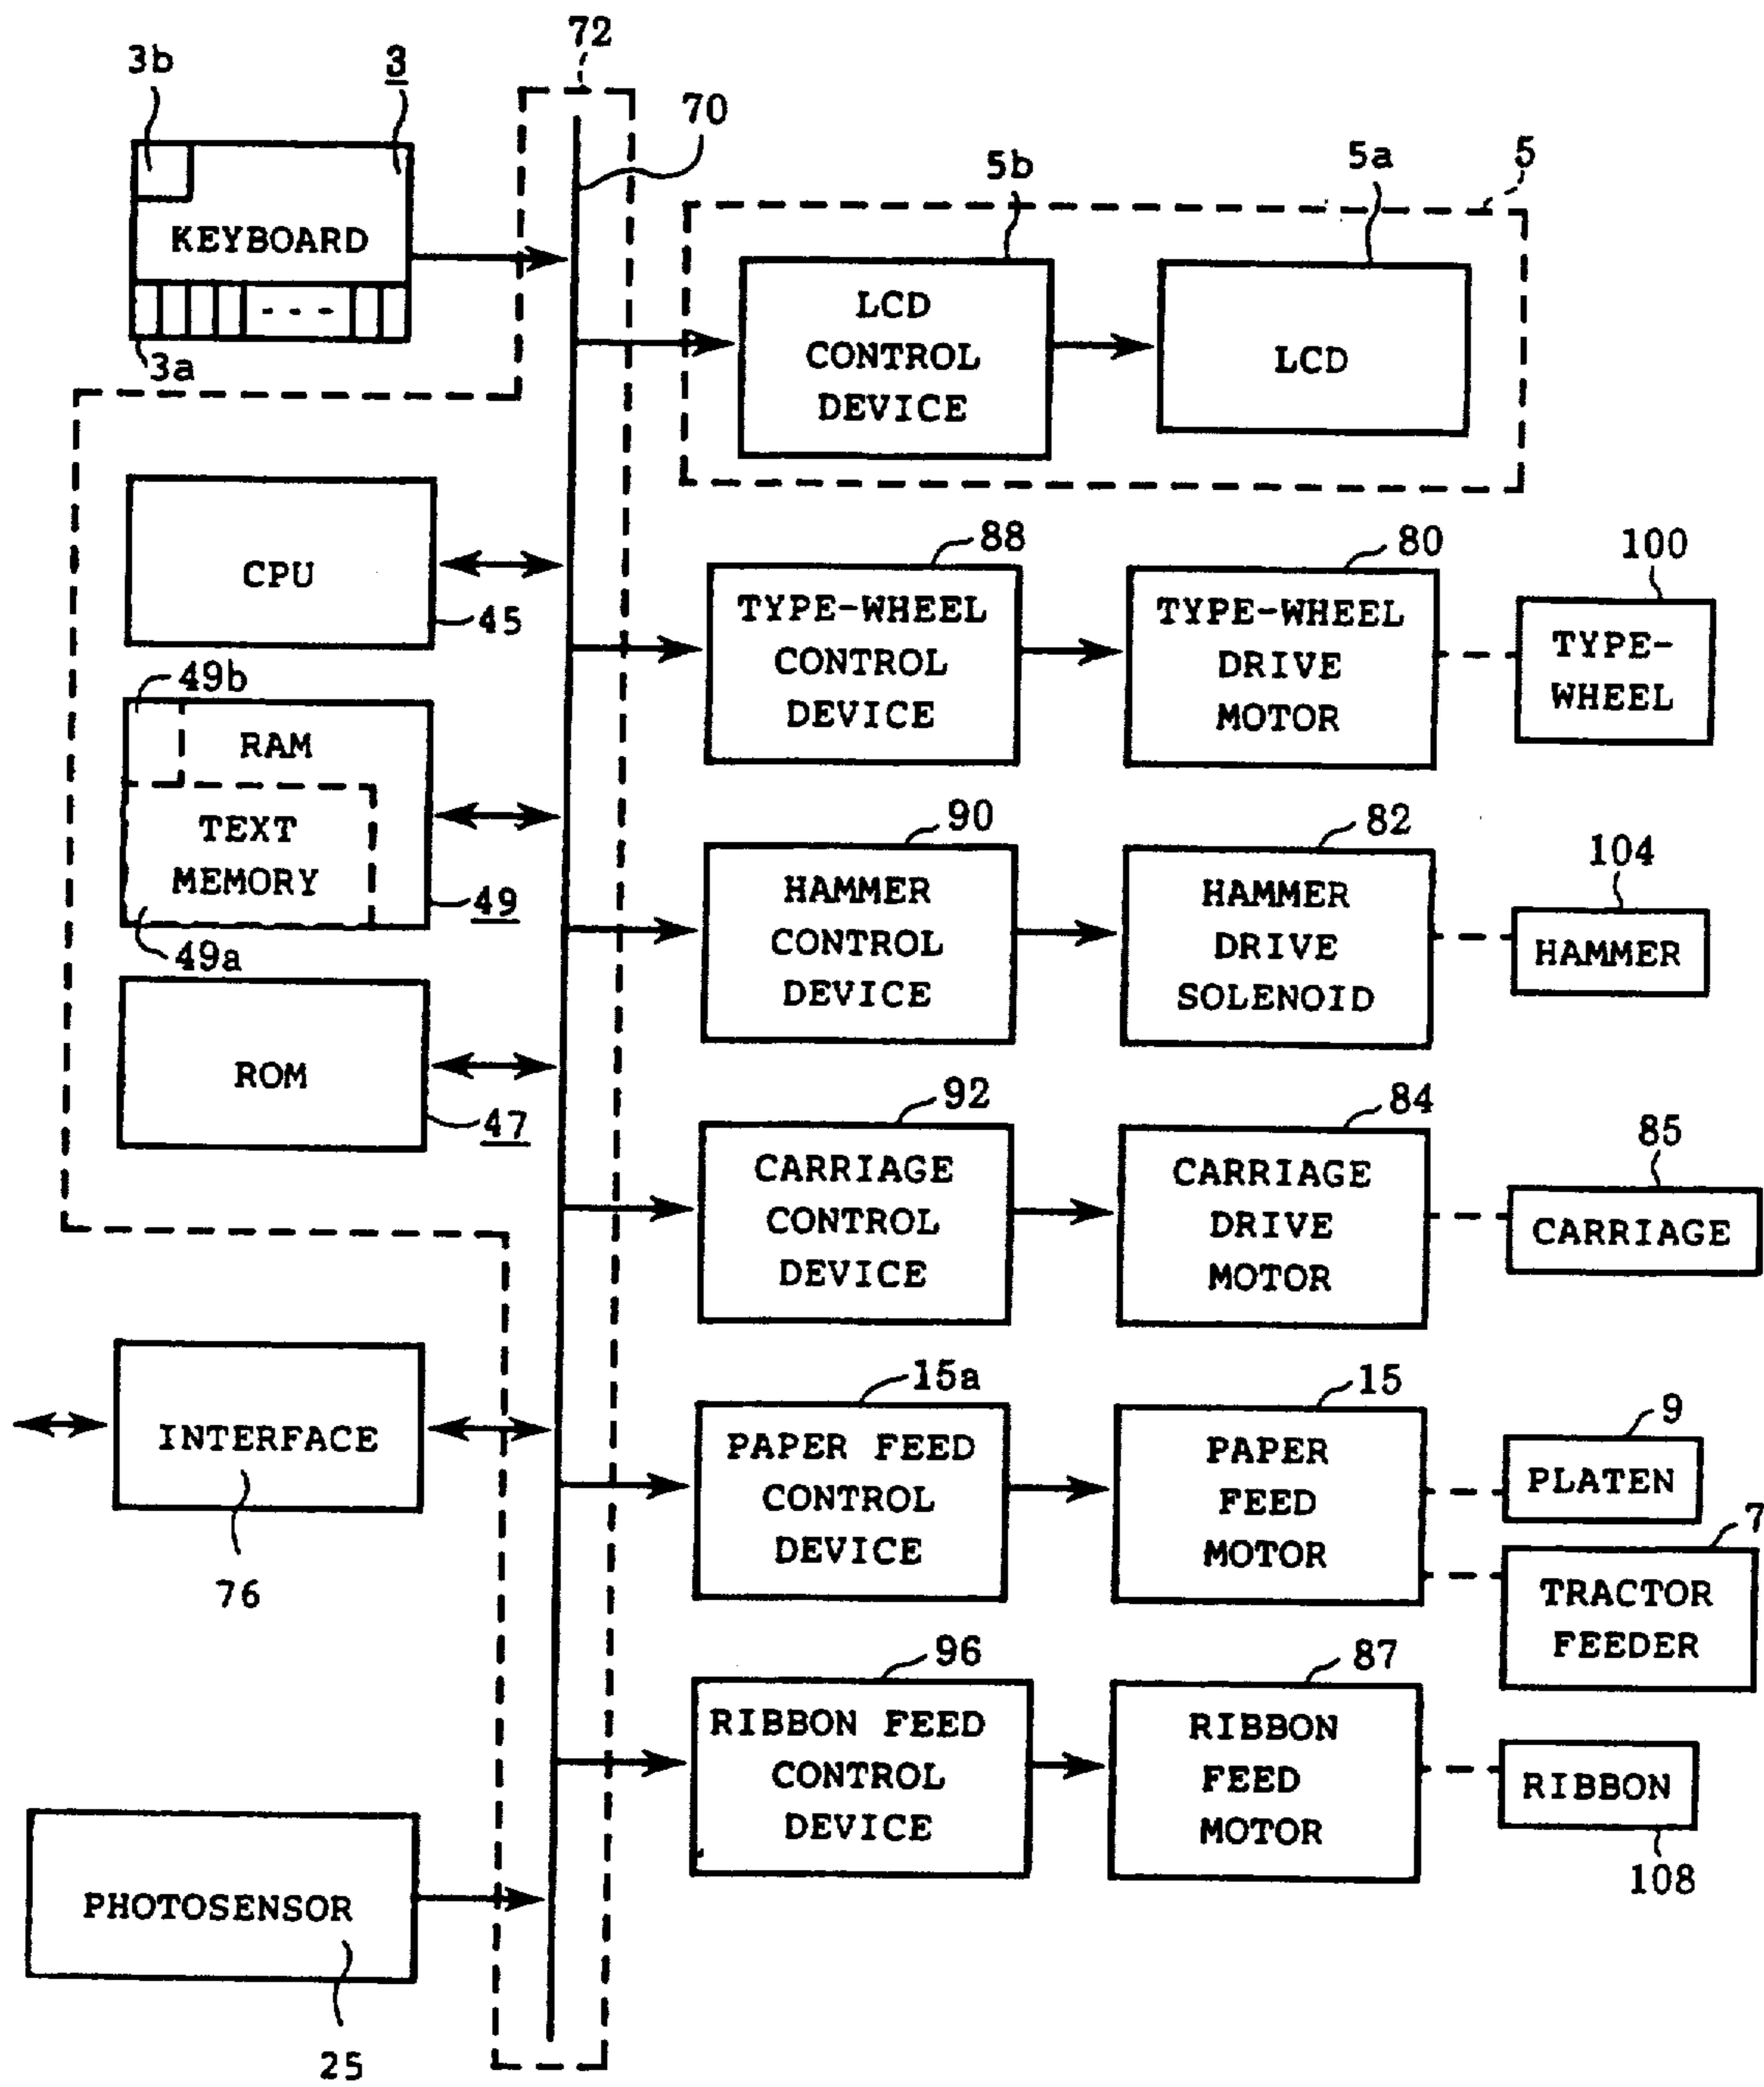 72
3b
3
70
KEYBOARD
- - -
3a
5b
5a
5
LCD
CONTROL
DEVICE
LCD
CPU
45
88
TYPE-WHEEL
CONTROL
DEVICE
80
TYPE-WHEEL
DRIVE
MOTOR
100
TYPE-
WHEEL
49b
RAM
TEXT
MEMORY
49
49a
90
HAMMER
CONTROL
DEVICE
82
HAMMER
DRIVE
SOLENOID
104
HAMMER
ROM
47
92
CARRIAGE
CONTROL
DEVICE
84
CARRIAGE
DRIVE
MOTOR
85
CARRIAGE
INTERFACE
76
15a
PAPER FEED
CONTROL
DEVICE
15
PAPER
FEED
MOTOR
9
PLATEN
7
TRACTOR
FEEDER
96
RIBBON FEED
CONTROL
DEVICE
87
RIBBON
FEED
MOTOR
RIBBON
108
PHOTOSENSOR
25